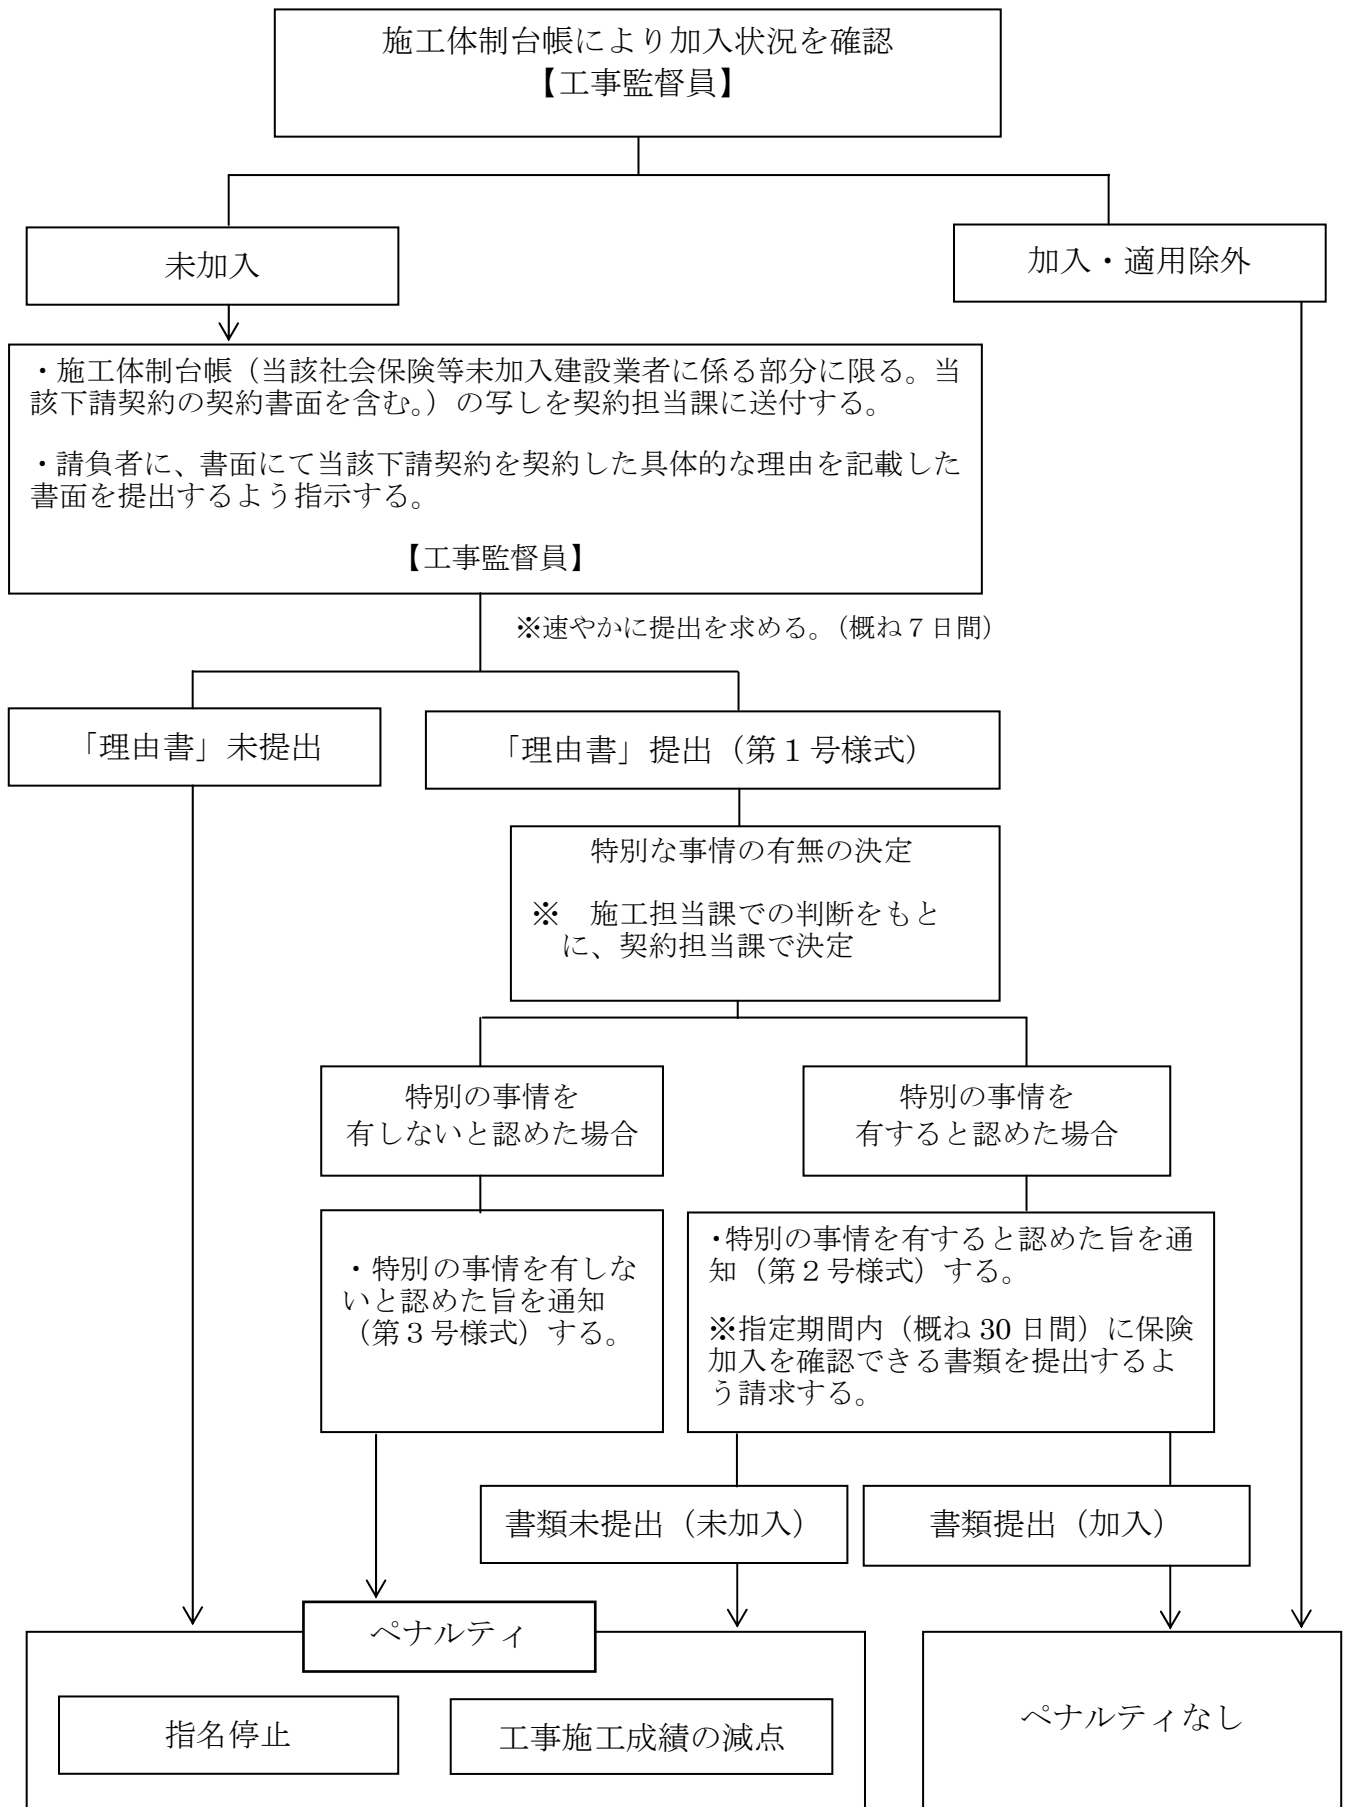 施工体制台帳により加入状況を確認
【工事監督員】
未加入
加入・適用除外
・施工体制台帳（当該社会保険等未加入建設業者に係る部分に限る。当
該下請契約の契約書面を含む。）の写しを契約担当課に送付する。
・請負者に、書面にて当該下請契約を契約した具体的な理由を記載した
書面を提出するよう指示する。
【工事監督員】
※速やかに提出を求める。（概ね７日間）
「理由書」未提出
「理由書」提出（第１号様式）
特別な事情の有無の決定
※　施工担当課での判断をもと
に、契約担当課で決定
特別の事情を
有しないと認めた場合
特別の事情を
有すると認めた場合
・特別の事情を有しな
いと認めた旨を通知
（第３号様式）する。
・特別の事情を有すると認めた旨を通
知（第２号様式）する。
※指定期間内（概ね 30 日間）に保険
加入を確認できる書類を提出するよ
う請求する。
書類未提出（未加入）
書類提出（加入）
ペナルティ
指名停止
工事施工成績の減点
ペナルティなし